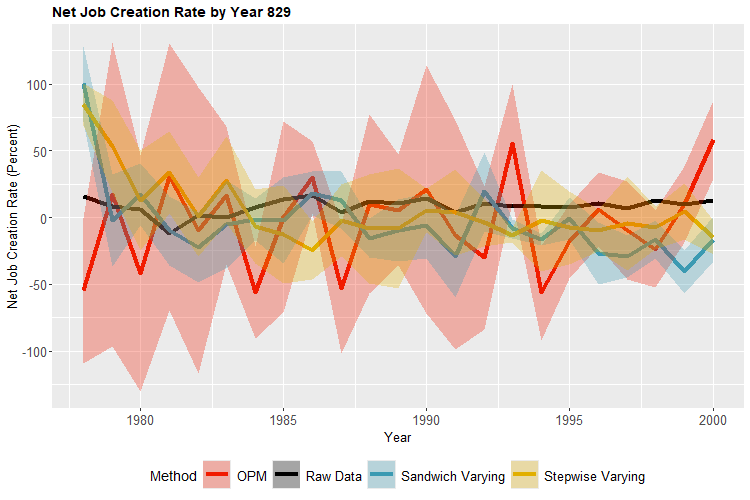 Net Job Creation Rate by Year 829
Net Job Creation Rate (Percent)
100
50
0
-50
-100
1980 1985 1990 1995 2000
Year
Method OPM Raw Data Sandwich Varying Stepwise Varying